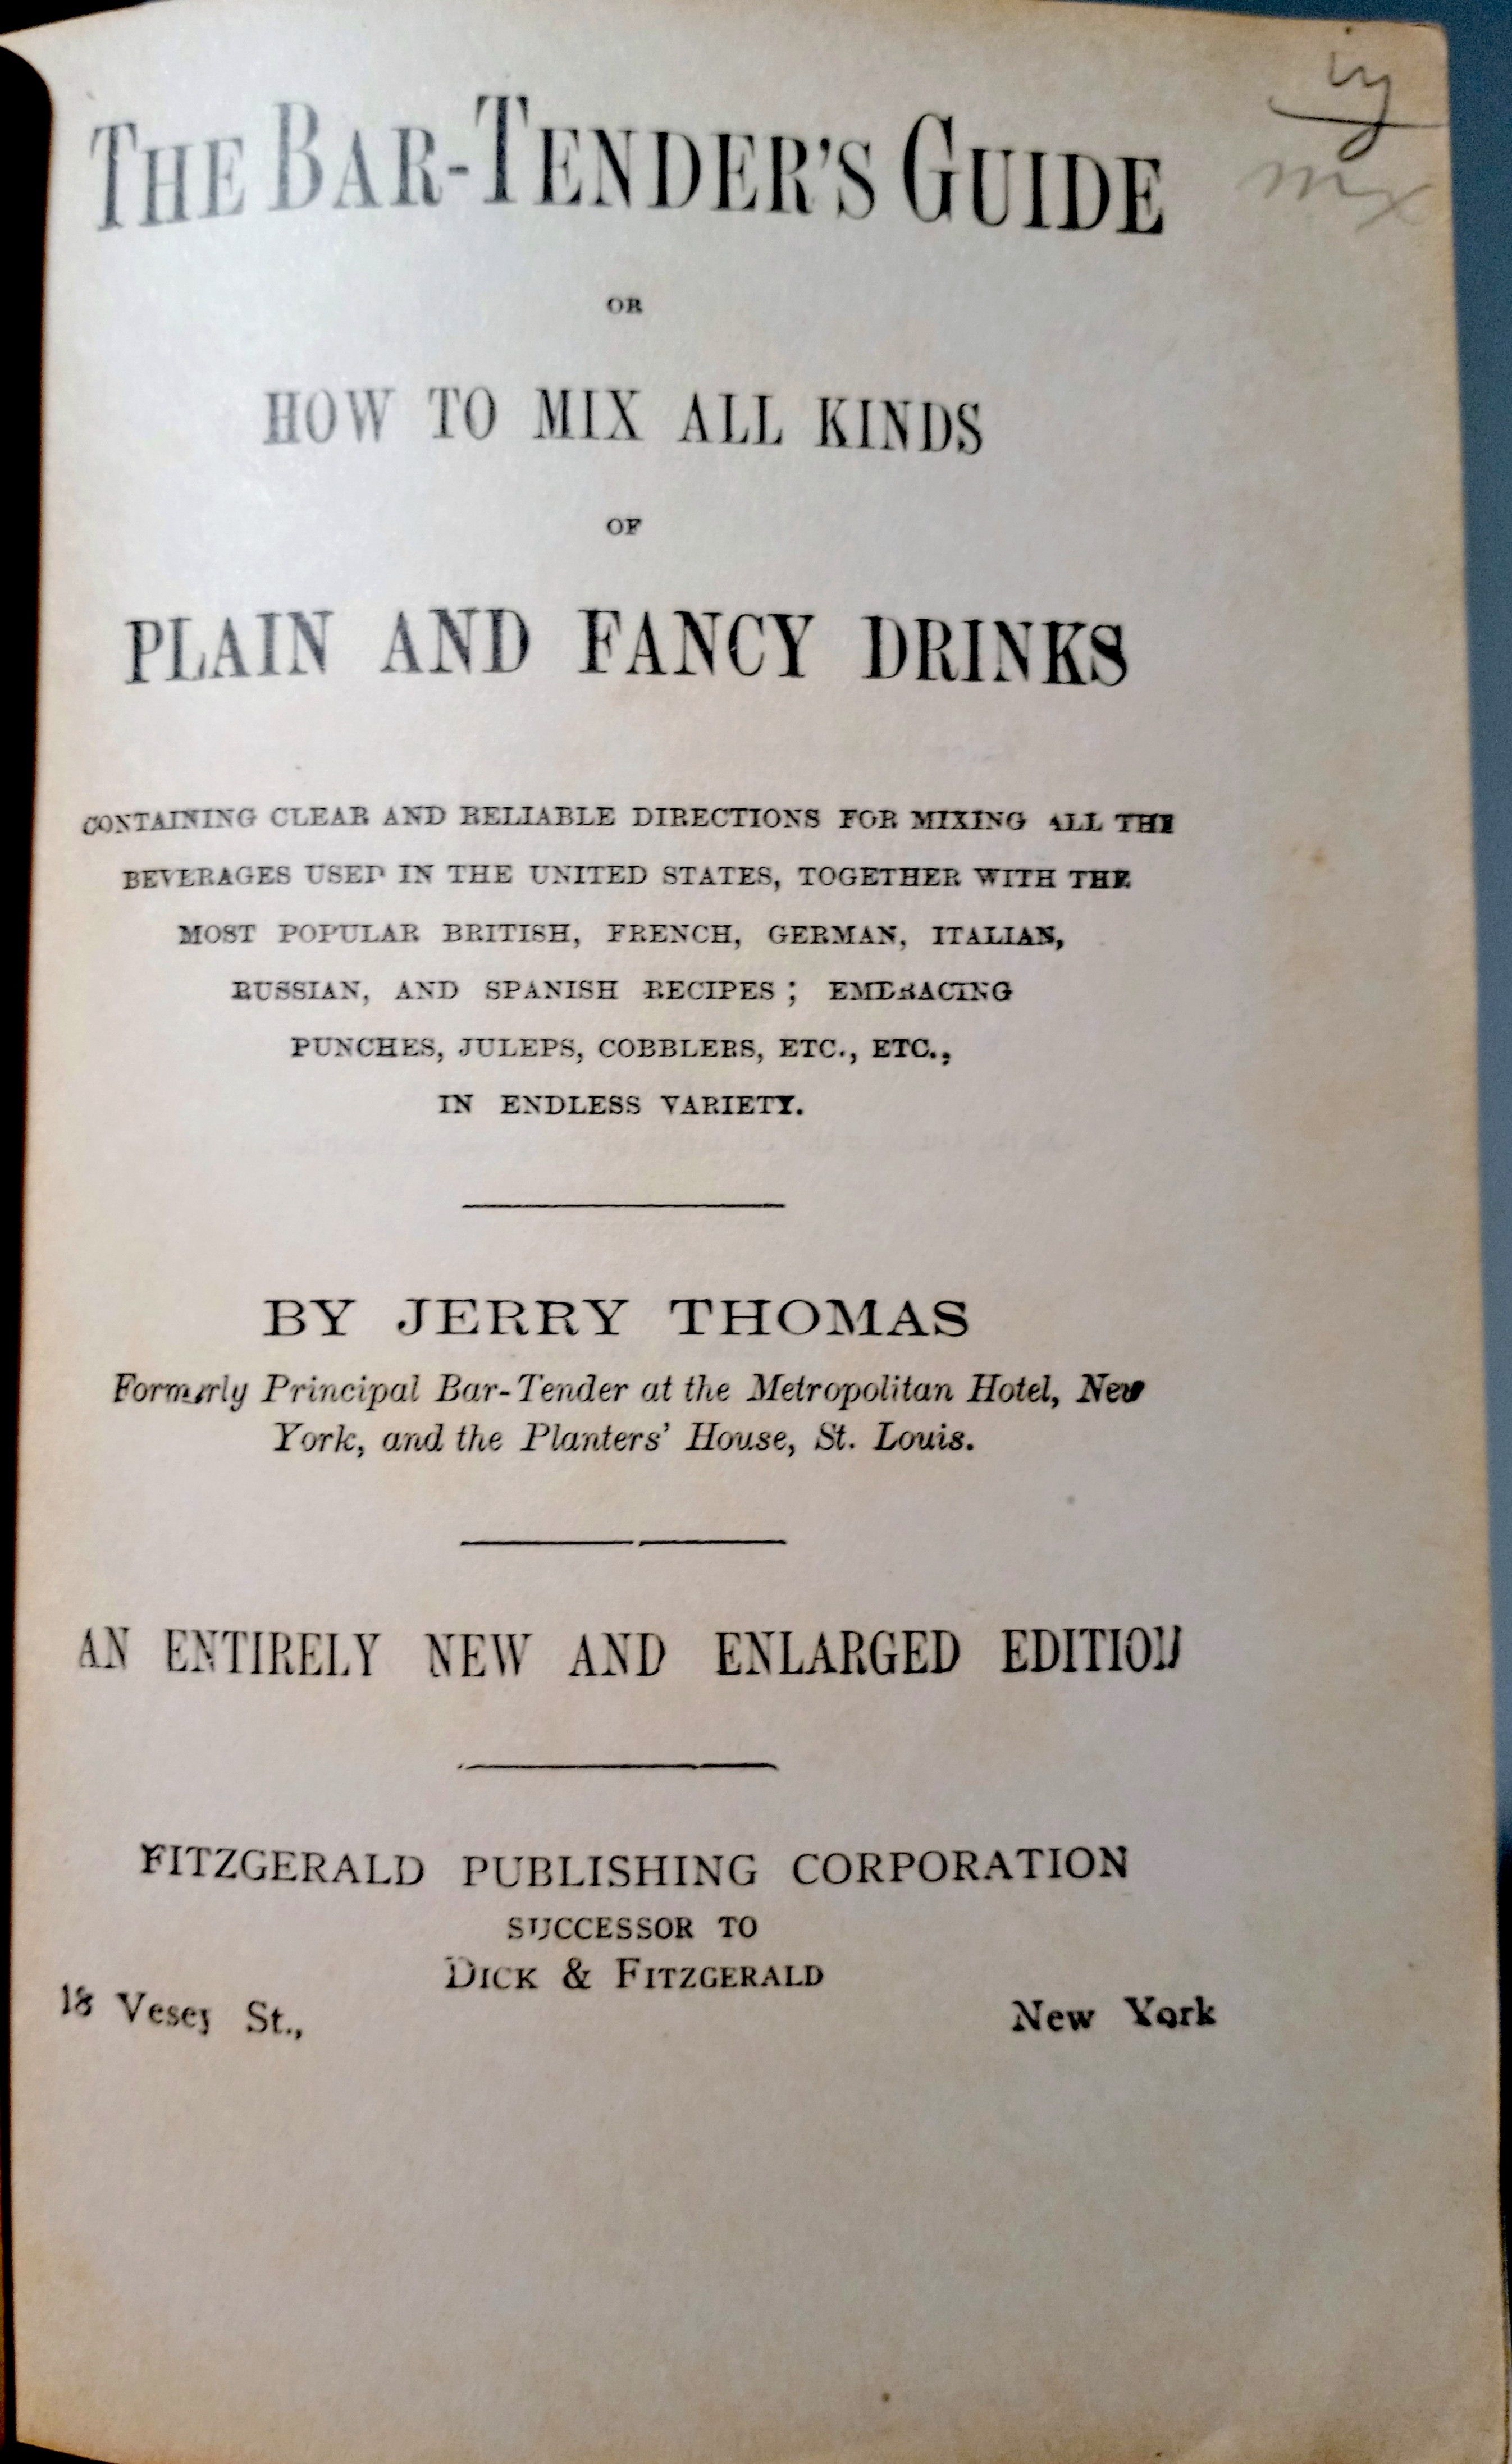 THE BAR-TENDER'S GUIDE
OR
HOW TO MIX ALL KINDS
OF
PLAIN AND FANCY DRINKS
CONTAINING CLEAR AND RELIABLE DIRECTIONS FOR MIXING ALL THE
BEVERAGES USED IN THE UNITED STATES, TOGETHER WITH THE
MOST POPULAR BRITISH, FRENCH, GERMAN, ITALIAN,
RUSSIAN, AND SPANISH RECIPES; EMBRACING
PUNCHES, JULEPS, COBBLERS, ETC., ETC.,
IN ENDLESS VARIETY.
BY JERRY THOMAS
Formerly Principal Bar-Tender at the Metropolitan Hotel, New
York, and the Planters' House, St. Louis.
AN ENTIRELY NEW AND ENLARGED EDITION
FITZGERALD PUBLISHING CORPORATION
SUCCESSOR TO
DICK & FITZGERALD
18 Vesey St., New York